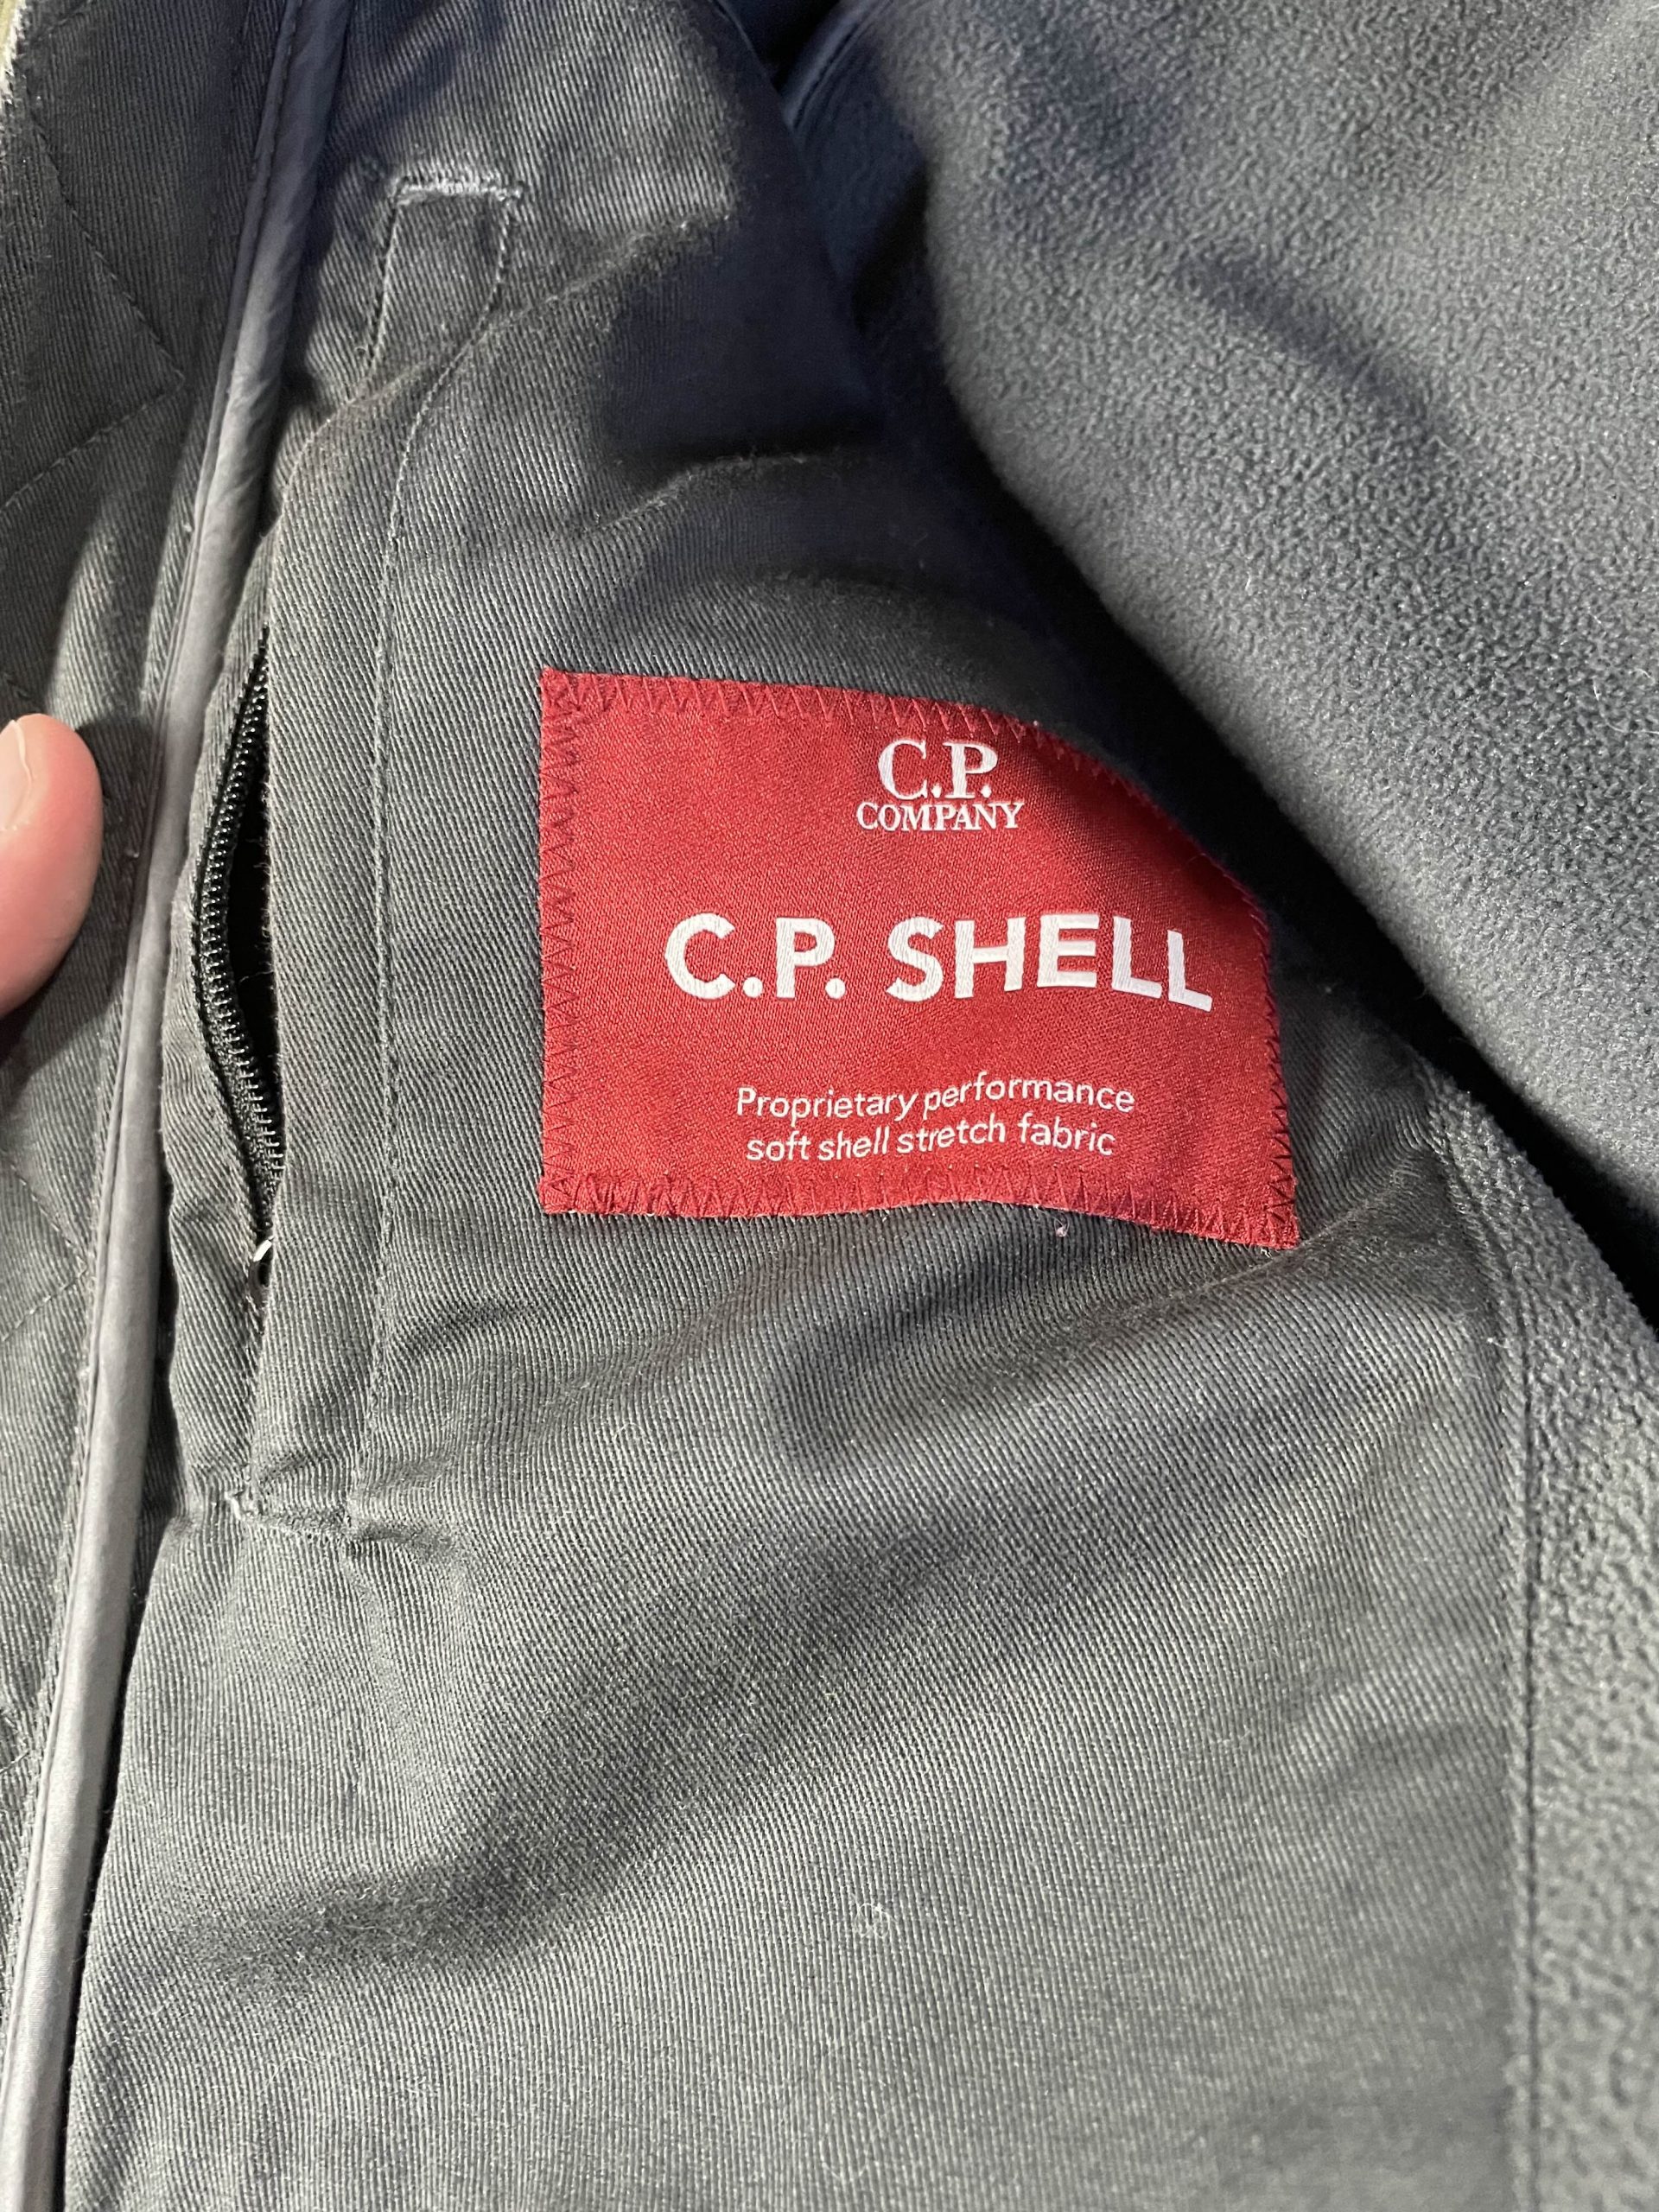 C.P.
COMPANY
C.P. SHELL
Proprietary performance
soft shell stretch fabric